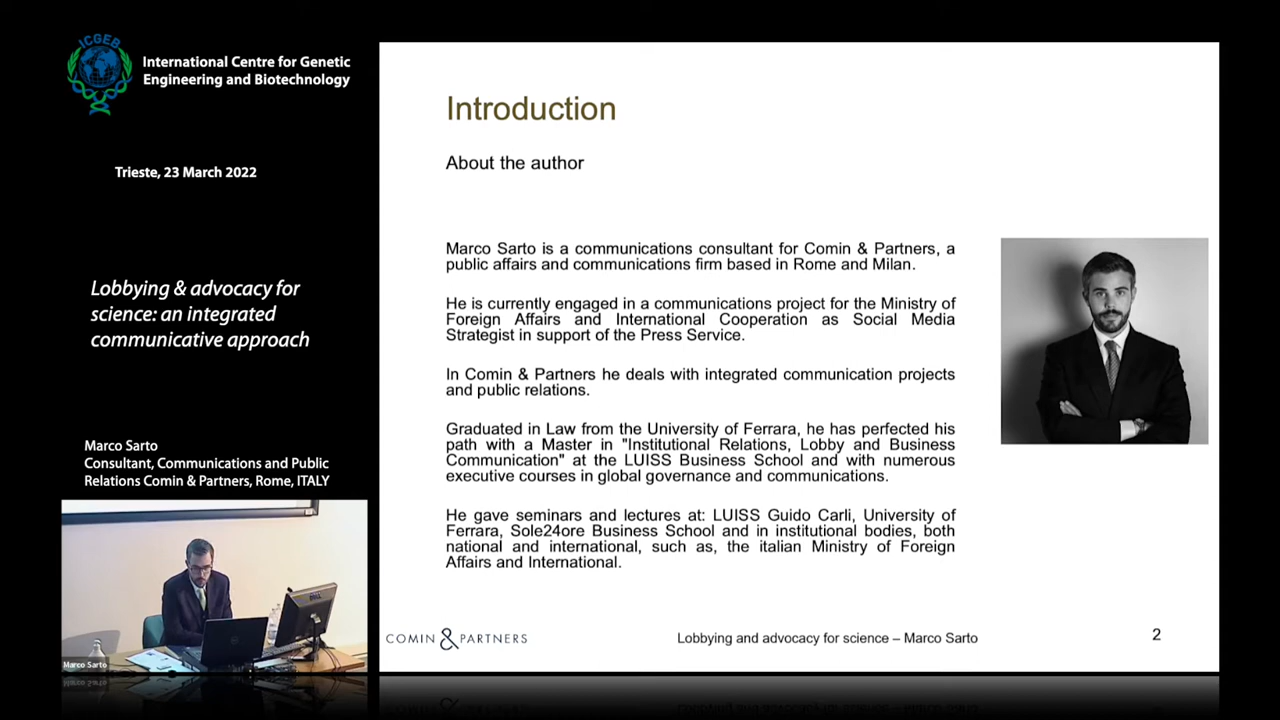 ICGEB
International Centre for Genetic
Engineering and Biotechnology
Trieste, 23 March 2022
Lobbying & advocacy for
science: an integrated
communicative approach
Marco Sarto
Consultant, Communications and Public
Relations Comin & Partners, Rome, ITALY
DELL
Marco Sarto
Introduction
About the author
Marco Sarto is a communications consultant for Comin & Partners, a
public affairs and communications firm based in Rome and Milan.
He is currently engaged in a communications project for the Ministry of
Foreign Affairs and International Cooperation as Social Media
Strategist in support of the Press Service.
In Comin & Partners he deals with integrated communication projects
and public relations.
Graduated in Law from the University of Ferrara, he has perfected his
path with a Master in "Institutional Relations, Lobby and Business
Communication" at the LUISS Business School and with numerous
executive courses in global governance and communications.
He gave seminars and lectures at: LUISS Guido Carli, University of
Ferrara, Sole24ore Business School and in institutional bodies, both
national and international, such as, the italian Ministry of Foreign
Affairs and International.
COMIN & PARTNERS
Lobbying and advocacy for science – Marco Sarto
2